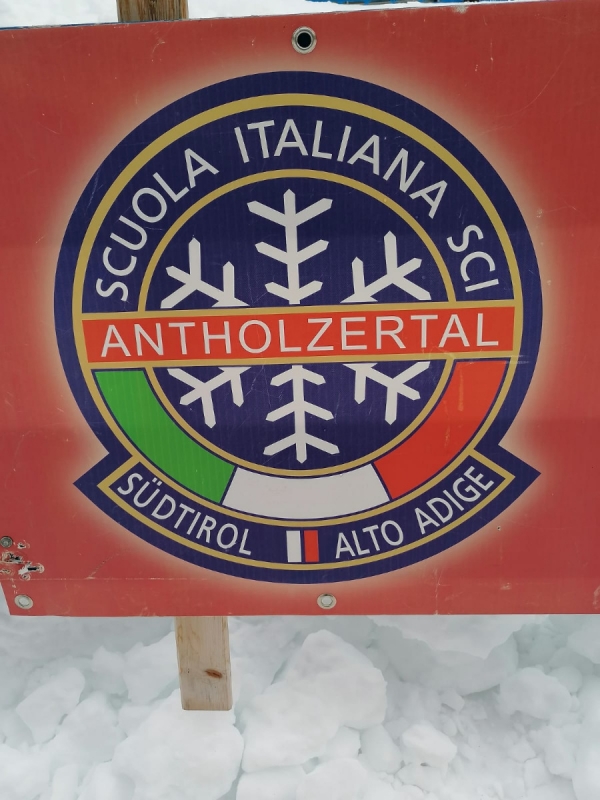 SCUOLA ITALIANA SCI
ANTHOLZERTAL
SÜDTIROL ALTO ADIGE